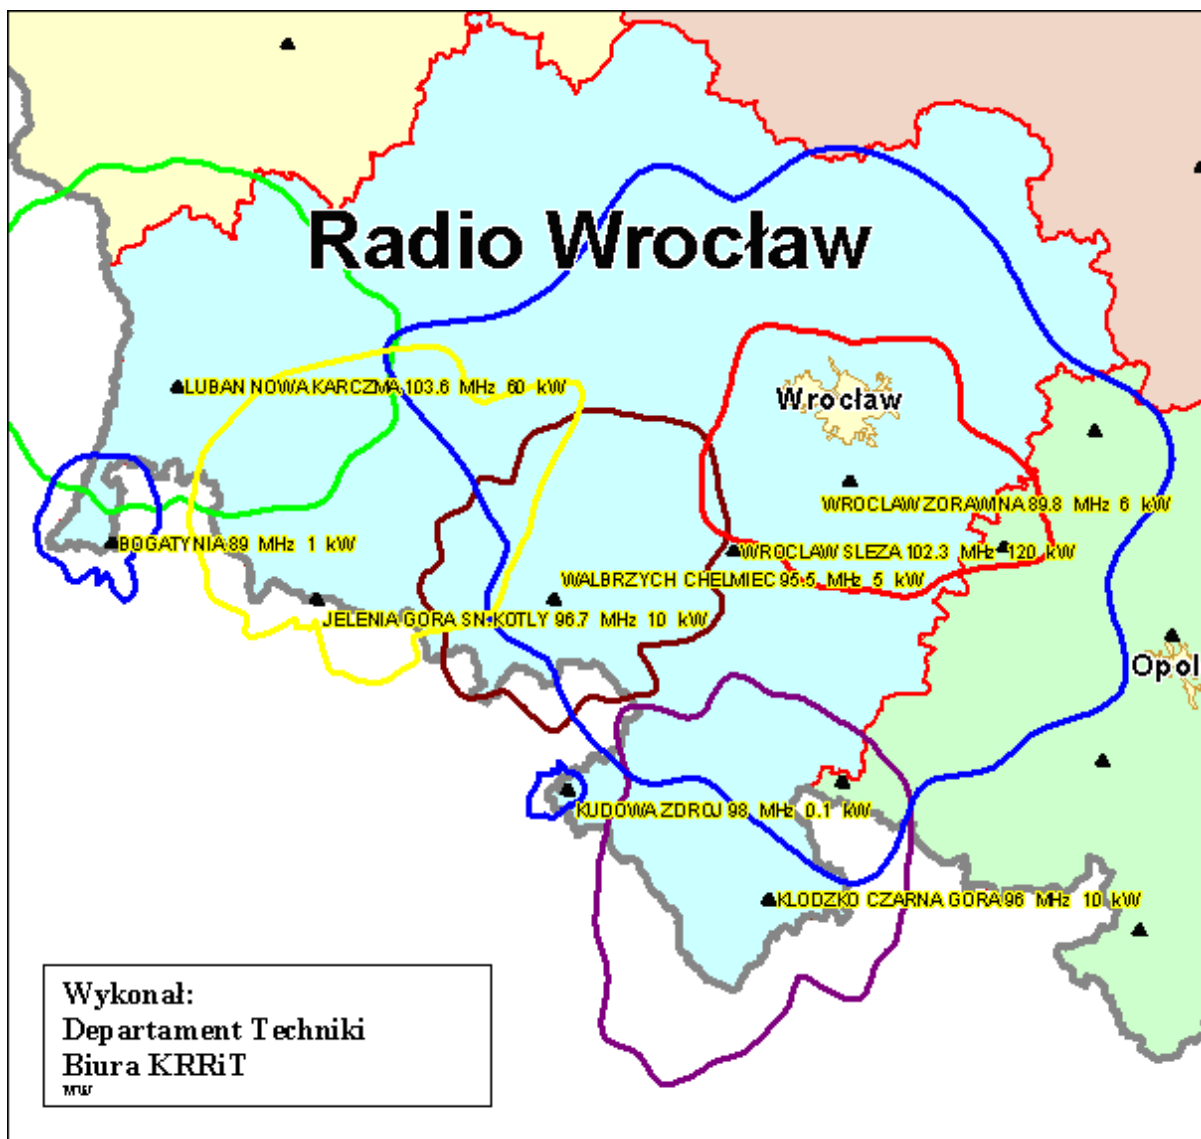 Radio Wrocław
LUBAN NOWA KARCZMA 103.6 MHz 60 kW
Wrocław
WROCLAW ZORAWINA 89.8 MHz 6 kW
BOGATYNIA 89 MHz 1 kW
WROCLAW SLEZA 102.3 MHz 120 kW
WALBRZYCH CHELMIEC 95.5 MHz 5 kW
JELENIA GORA SN-KOTLY 96.7 MHz 10 kW
Opol
KUDOWA ZDROJ 98 MHz 0.1 kW
KLODZKO CZARNA GORA 96 MHz 10 kW
Wykonał:
Departament Techniki
Biura KRRiT
MW